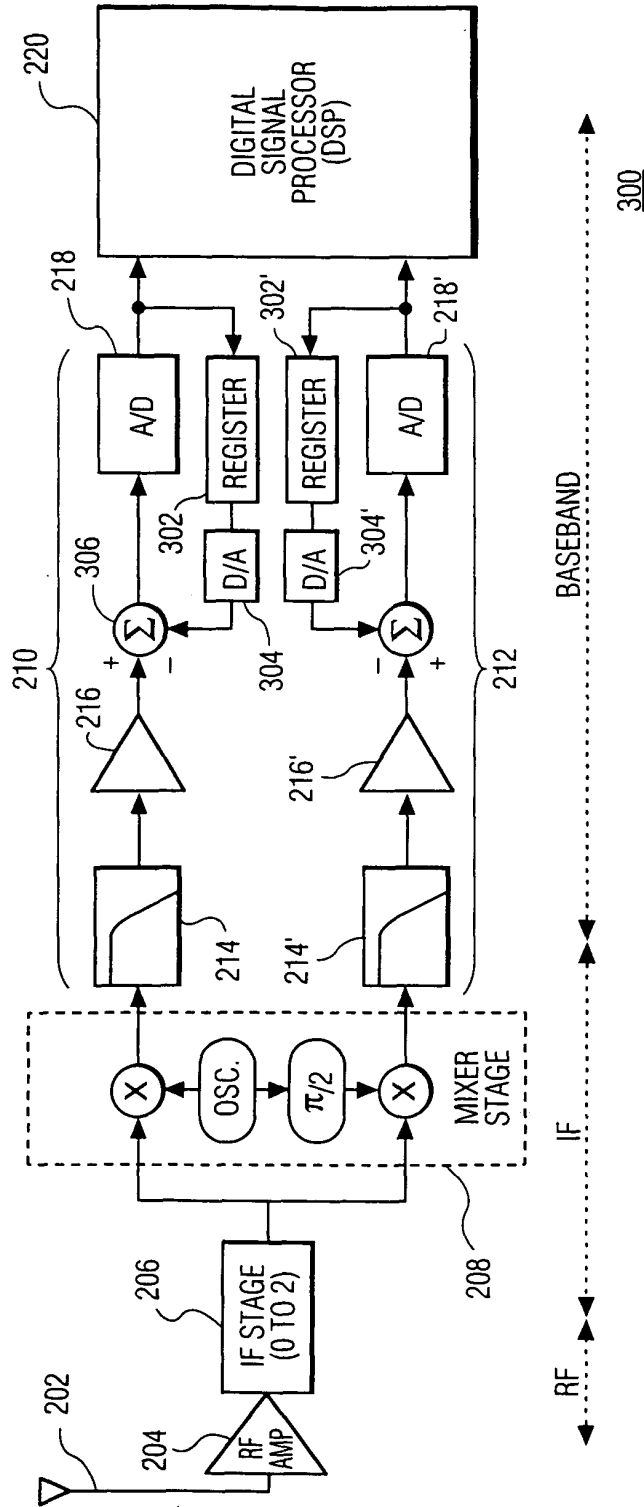 202
204
RF
AMP
206
IF STAGE
(0 TO 2)
208
X
OSC.
π/2
X
MIXER
STAGE
210
214
216
+
-
306
Σ
218
A/D
302
REGISTER
D/A
304
302'
REGISTER
D/A
304'
214'
216'
-
+
Σ
218'
A/D
212
220
DIGITAL
SIGNAL
PROCESSOR
(DSP)
RF
IF
BASEBAND
300